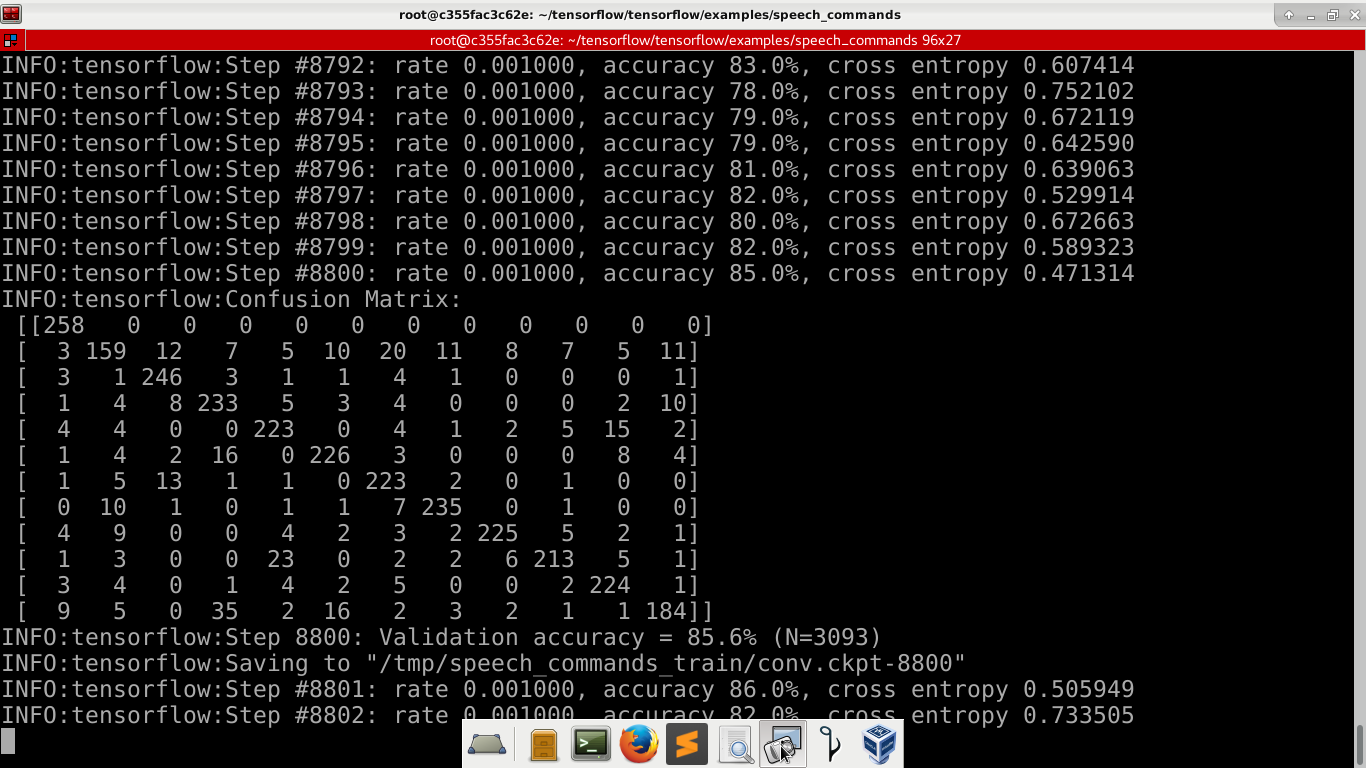 root@c355fac3c62e: ~/tensorflow/tensorflow/examples/speech_commands
root@c355fac3c62e: ~/tensorflow/tensorflow/examples/speech_commands 96x27
INFO:tensorflow:Step #8792: rate 0.001000, accuracy 83.0%, cross entropy 0.607414
INFO:tensorflow:Step #8793: rate 0.001000, accuracy 78.0%, cross entropy 0.752102
INFO:tensorflow:Step #8794: rate 0.001000, accuracy 79.0%, cross entropy 0.672119
INFO:tensorflow:Step #8795: rate 0.001000, accuracy 79.0%, cross entropy 0.642590
INFO:tensorflow:Step #8796: rate 0.001000, accuracy 81.0%, cross entropy 0.639063
INFO:tensorflow:Step #8797: rate 0.001000, accuracy 82.0%, cross entropy 0.529914
INFO:tensorflow:Step #8798: rate 0.001000, accuracy 80.0%, cross entropy 0.672663
INFO:tensorflow:Step #8799: rate 0.001000, accuracy 82.0%, cross entropy 0.589323
INFO:tensorflow:Step #8800: rate 0.001000, accuracy 85.0%, cross entropy 0.471314
INFO:tensorflow:Confusion Matrix:
[[258   0   0   0   0   0   0   0   0   0   0   0]
[  3 159  12   7   5  10  20  11   8   7   5  11]
[  3   1 246   3   1   1   4   1   0   0   0   1]
[  1   4   8 233   5   3   4   0   0   0   2  10]
[  4   4   0   0 223   0   4   1   2   5  15   2]
[  1   4   2  16   0 226   3   0   0   0   8   4]
[  1   5  13   1   1   0 223   2   0   1   0   0]
[  0  10   1   0   1   1   7 235   0   1   0   0]
[  4   9   0   0   4   2   3   2 225   5   2   1]
[  1   3   0   0  23   0   2   2   6 213   5   1]
[  3   4   0   1   4   2   5   0   0   2 224   1]
[  9   5   0  35   2  16   2   3   2   1   1 184]]
INFO:tensorflow:Step 8800: Validation accuracy = 85.6% (N=3093)
INFO:tensorflow:Saving to "/tmp/speech_commands_train/conv.ckpt-8800"
INFO:tensorflow:Step #8801: rate 0.001000, accuracy 86.0%, cross entropy 0.505949
INFO:tensorflow:Step #8802: rate 0.001000, accuracy 82.0%, cross entropy 0.733505